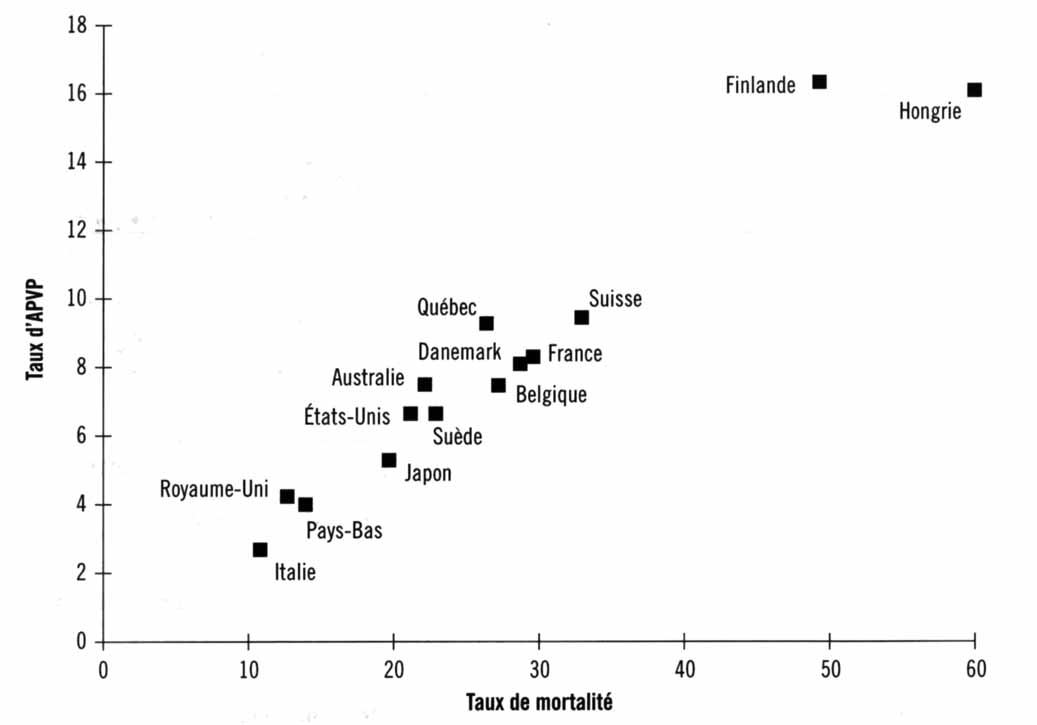 18
16
14
12
10
8
6
4
2
0
Taux d'APVP
Finlande
Hongrie
Suisse
Québec
Danemark
France
Australie
Belgique
États-Unis
Suède
Japon
Royaume-Uni
Pays-Bas
Italie
0 10 20 30 40 50 60
Taux de mortalité